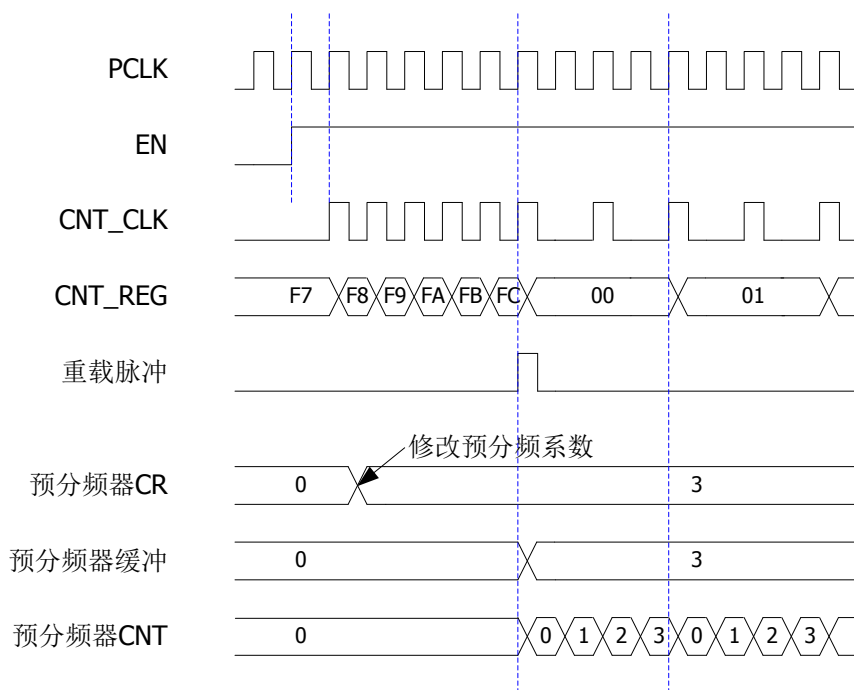 PCLK
EN
CNT_CLK
CNT_REG F7 F8 F9 FA FB FC 00 01
重载脉冲
修改预分频系数
预分频器CR 0 3
预分频器缓冲 0 3
预分频器CNT 0 0 1 2 3 0 1 2 3